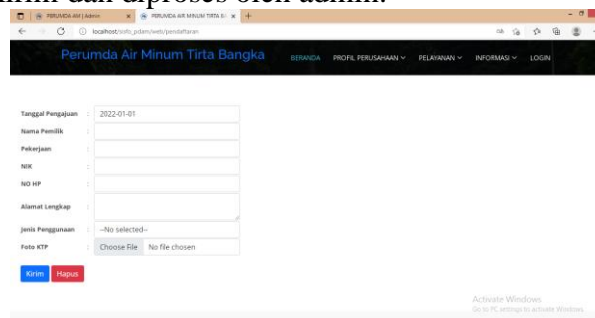 kirim dan diproses oleh admin.
PERUMDA-AM | Admin
PERUMDA AIR MINUM TIRTA B
localhost/sisfo_pdam/web/pendaftaran
Perumda Air Minum Tirta Bangka BERANDA PROFIL PERUSAHAAN PELAYANAN INFORMASI LOGIN
Tanggal Pengajuan : 2022-01-01
Nama Pemilik :
Pekerjaan :
NIK :
NO HP :
Alamat Lengkap :
Jenis Penggunaan : --No selected--
Foto KTP : Choose File No file chosen
Kirim Hapus
Activate Windows
Go to PC settings to activate Windows.